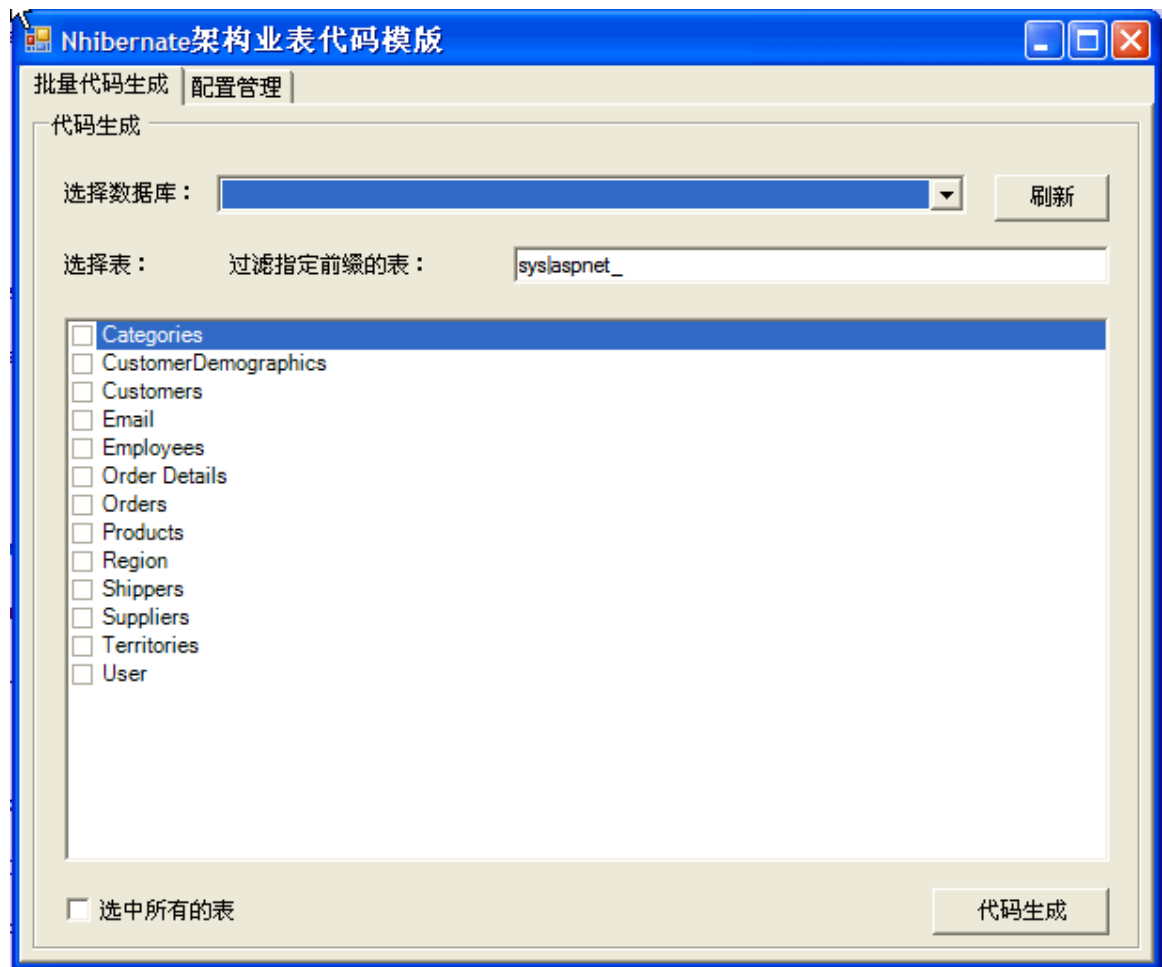 Nhibernate架构业表代码模版
批量代码生成 配置管理
代码生成
选择数据库： 刷新
选择表： 过滤指定前缀的表： sys|aspnet_
Categories
CustomerDemographics
Customers
Email
Employees
Order Details
Orders
Products
Region
Shippers
Suppliers
Territories
User
选中所有的表 代码生成